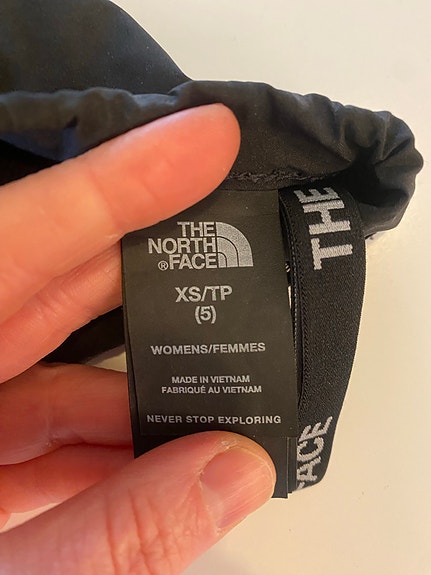 THE
NORTH
®FACE
XS/TP
(5)
WOMENS/FEMMES
MADE IN VIETNAM
FABRIQUÉ AU VIETNAM
NEVER STOP EXPLORING
THE
FACE